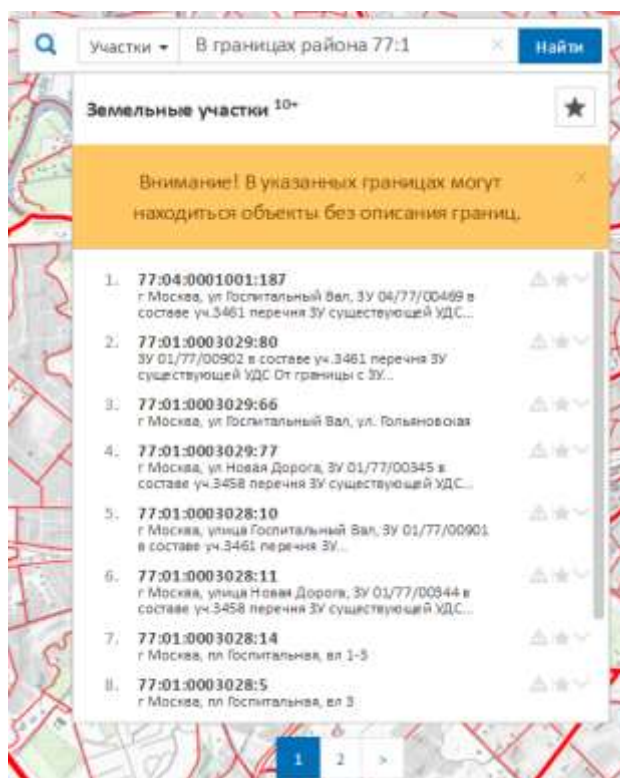 Участки
В границах района 77:1
×
Найти
Земельные участки 10+
Внимание! В указанных границах могут
находиться объекты без описания границ.
×
1. 77:04:0001001:187
г Москва, ул Госпитальный Вал, ЗУ 04/77/00469 в
составе уч.3461 перечня ЗУ существующей УДС...
2. 77:01:0003029:80
ЗУ 01/77/00902 в составе уч.3461 перечня ЗУ
существующей УДС От границы с ЗУ...
3. 77:01:0003029:66
г Москва, ул Госпитальный Вал, ул. Гольяновская
4. 77:01:0003029:77
г Москва, ул Новая Дорога, ЗУ 01/77/00345 в
составе уч.3458 перечня ЗУ существующей УДС...
5. 77:01:0003028:10
г Москва, улица Госпитальный Вал, ЗУ 01/77/00901
в составе уч.3461 перечня ЗУ...
6. 77:01:0003028:11
г Москва, улица Новая Дорога, ЗУ 01/77/00344 в
составе уч.3458 перечня ЗУ существующей УДС...
7. 77:01:0003028:14
г Москва, пл Госпитальная, вл 1-3
8. 77:01:0003028:5
г Москва, пл Госпитальная, вл 3
1 2 >